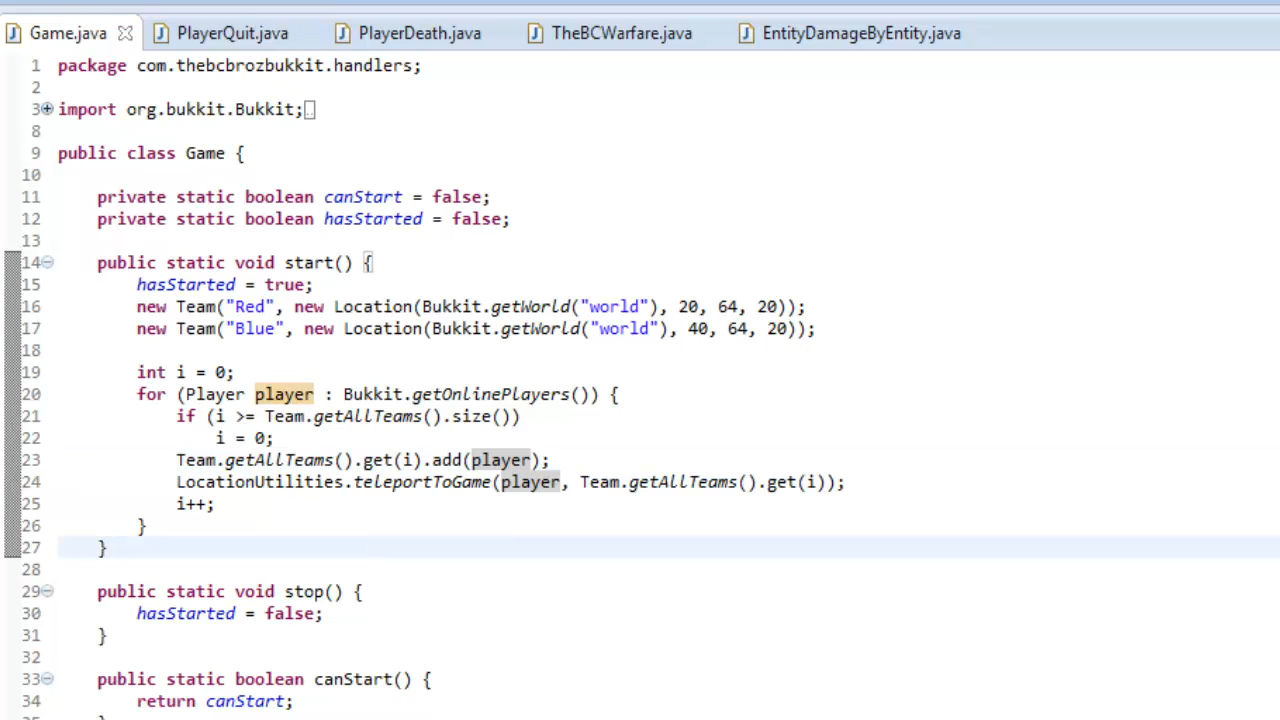 Game.java PlayerQuit.java PlayerDeath.java TheBCWarfare.java EntityDamageByEntity.java
1 package com.thebcbrozbukkit.handlers;
2
3 import org.bukkit.Bukkit;
8
9 public class Game {
10
11 private static boolean canStart = false;
12 private static boolean hasStarted = false;
13
14 public static void start() {
15 hasStarted = true;
16 new Team("Red", new Location(Bukkit.getWorld("world"), 20, 64, 20));
17 new Team("Blue", new Location(Bukkit.getWorld("world"), 40, 64, 20));
18
19 int i = 0;
20 for (Player player : Bukkit.getOnlinePlayers()) {
21 if (i >= Team.getAllTeams().size())
22 i = 0;
23 Team.getAllTeams().get(i).add(player);
24 LocationUtilities.teleportToGame(player, Team.getAllTeams().get(i));
25 i++;
26 }
27 }
28
29 public static void stop() {
30 hasStarted = false;
31 }
32
33 public static boolean canStart() {
34 return canStart;